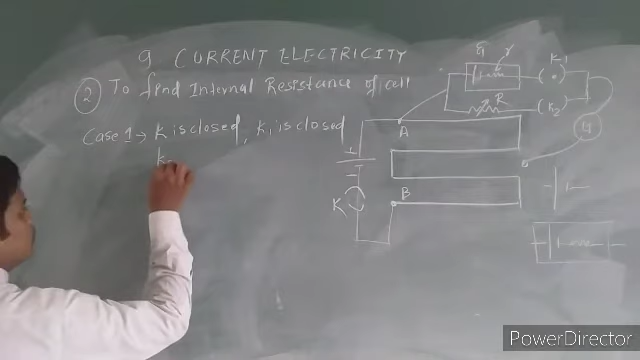 9 CURRENT ELECTRICITY
② To find Internal Resistance of cell
Case 1 → K is closed, K1 is closed
K
E1 r K1
R (K2)
G
A
B
K
PowerDirector